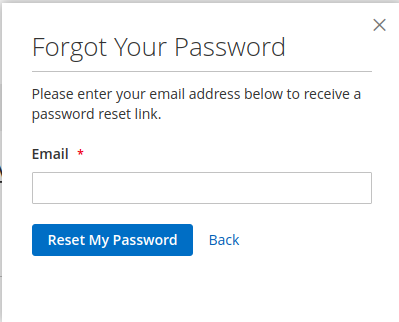 Forgot Your Password
Please enter your email address below to receive a
password reset link.
Email *
Reset My Password Back